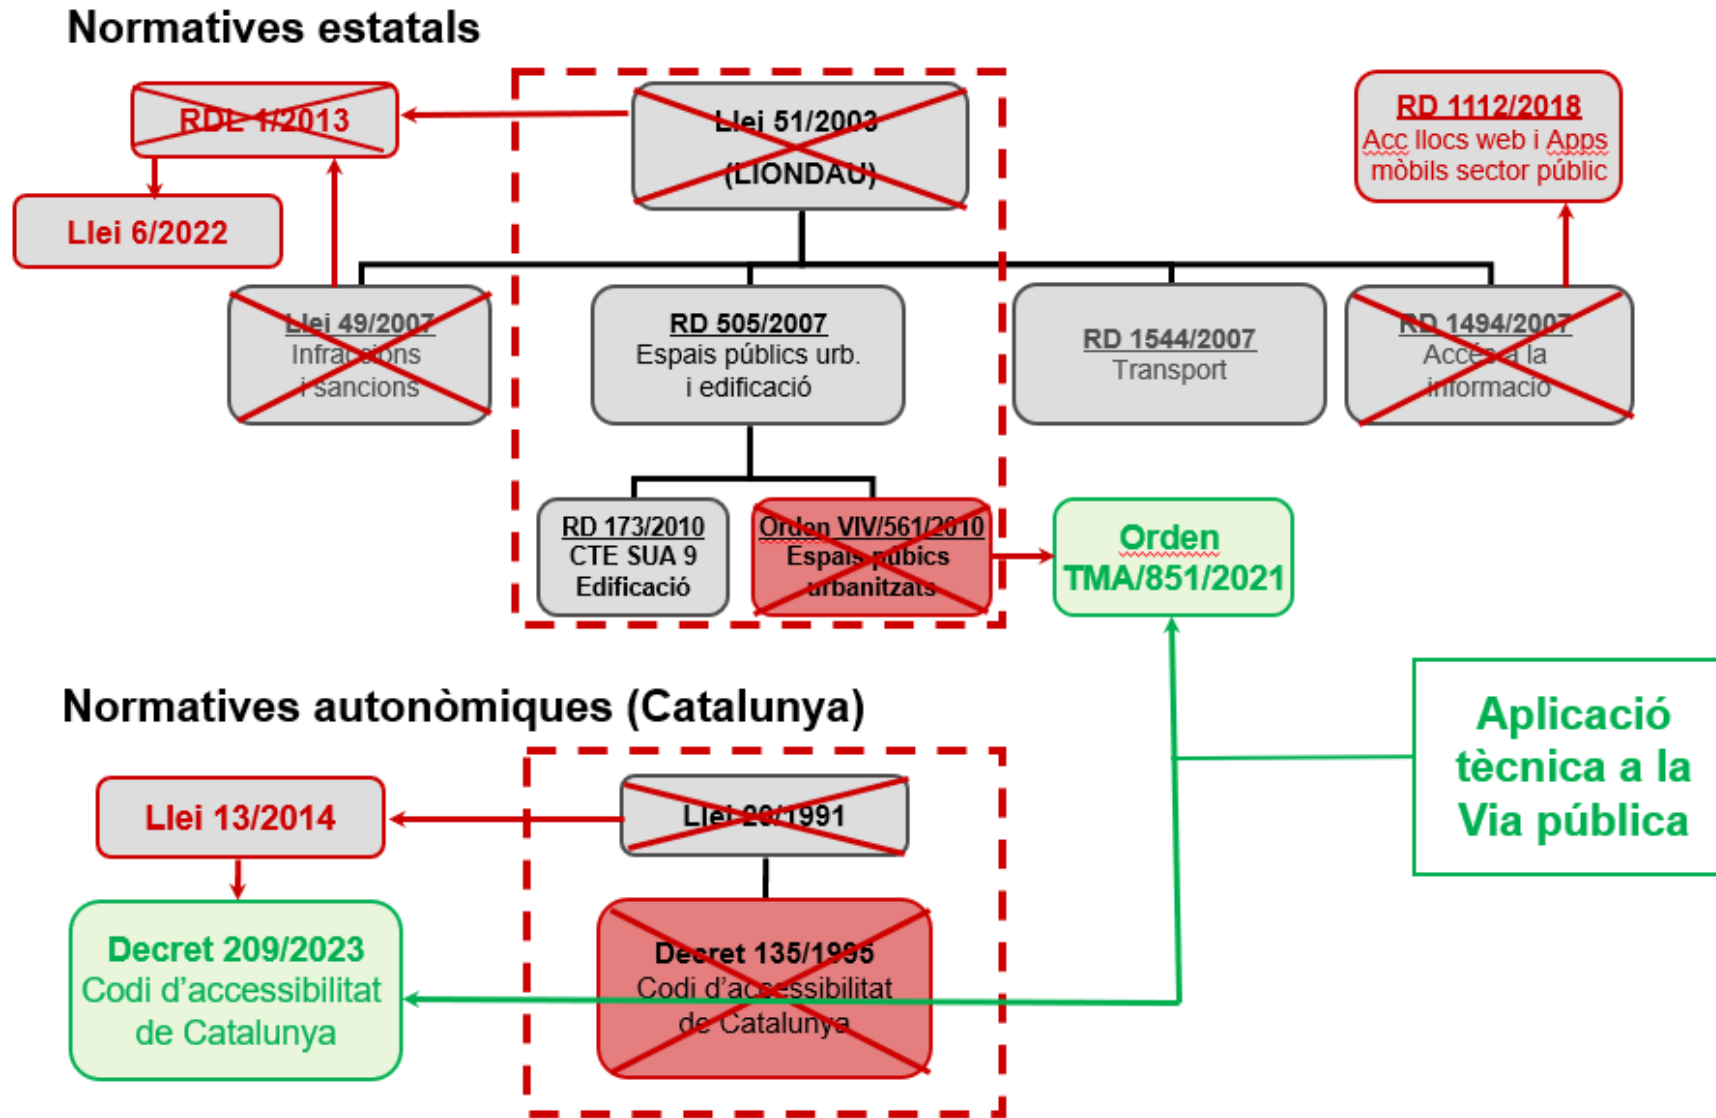 Normatives estatals
RDL 1/2013
Llei 51/2003
(LIONDAU)
RD 1112/2018
Acc llocs web i Apps
mòbils sector públic
Llei 6/2022
Llei 49/2007
Infraccions
i sancions
RD 505/2007
Espais públics urb.
i edificació
RD 1544/2007
Transport
RD 1494/2007
Accés a la
informació
RD 173/2010
CTE SUA 9
Edificació
Orden VIV/561/2010
Espais púbics
urbanitzats
Orden
TMA/851/2021
Normatives autonòmiques (Catalunya)
Aplicació
tècnica a la
Via pública
Llei 13/2014
Llei 20/1991
Decret 209/2023
Codi d’accessibilitat
de Catalunya
Decret 135/1995
Codi d’accessibilitat
de Catalunya